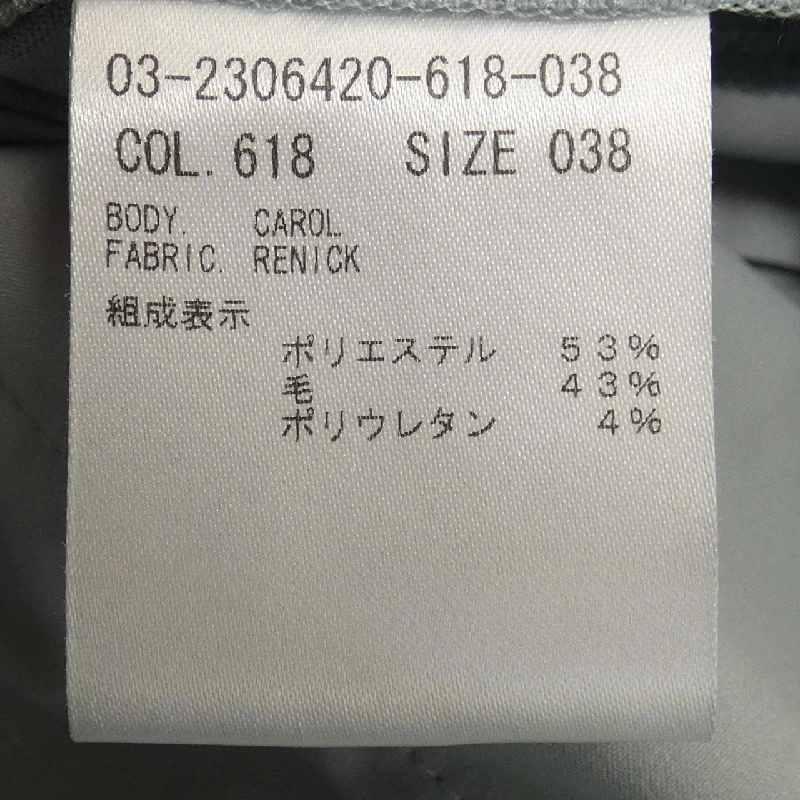 03-2306420-618-038
COL. 618 SIZE 038
BODY. CAROL
FABRIC. RENICK
組成表示
ポリエステル 53%
毛 43%
ポリウレタン 4%